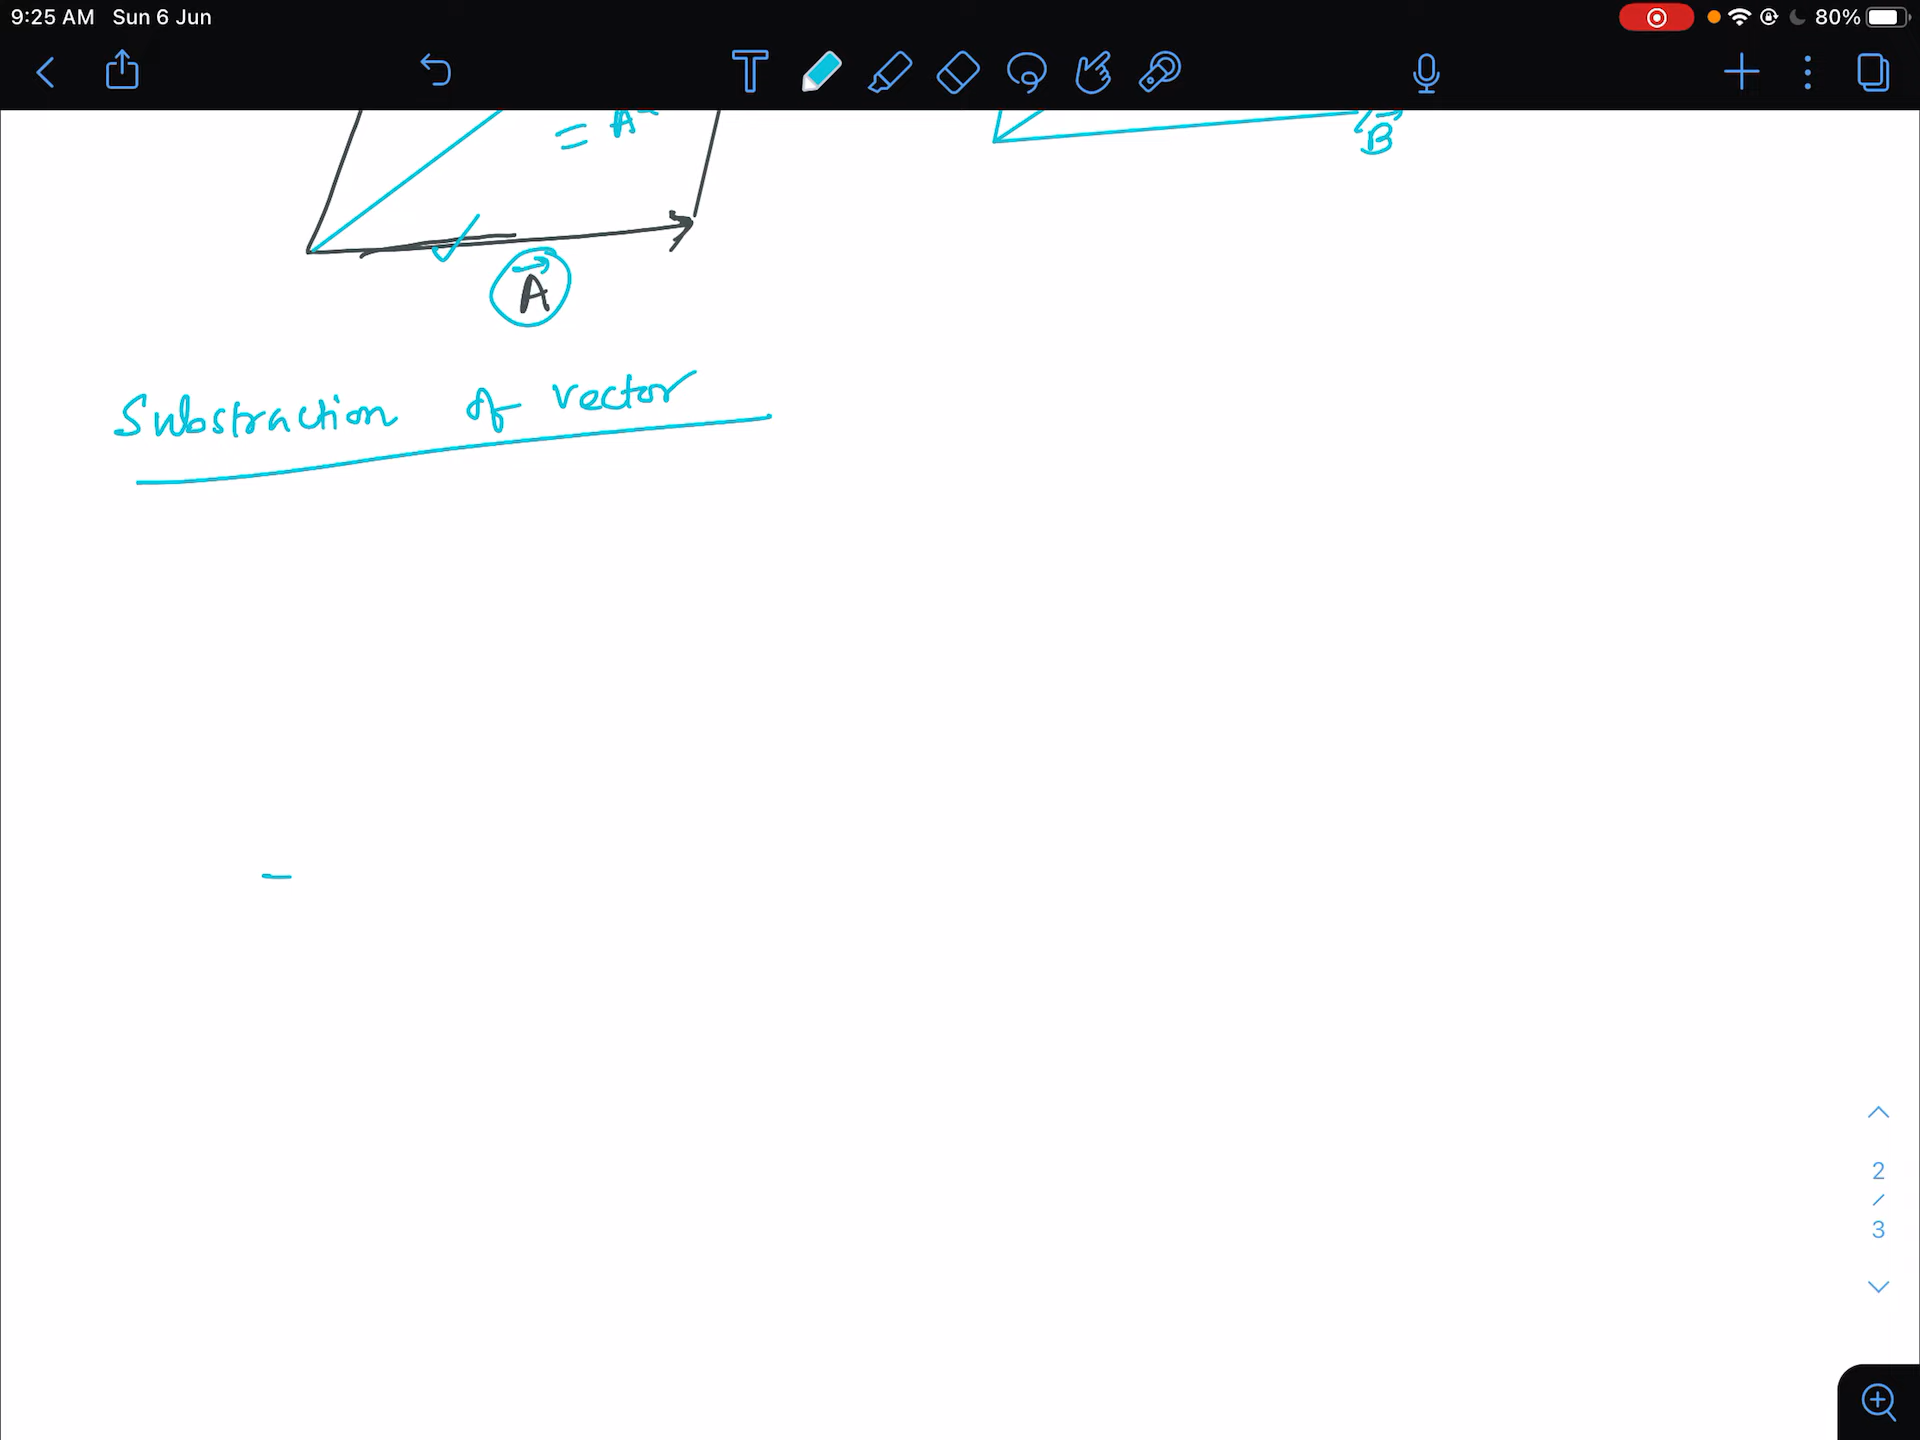 9:25 AM Sun 6 Jun 80%
T
= A
B
A
Substraction of vector
-
2
/
3